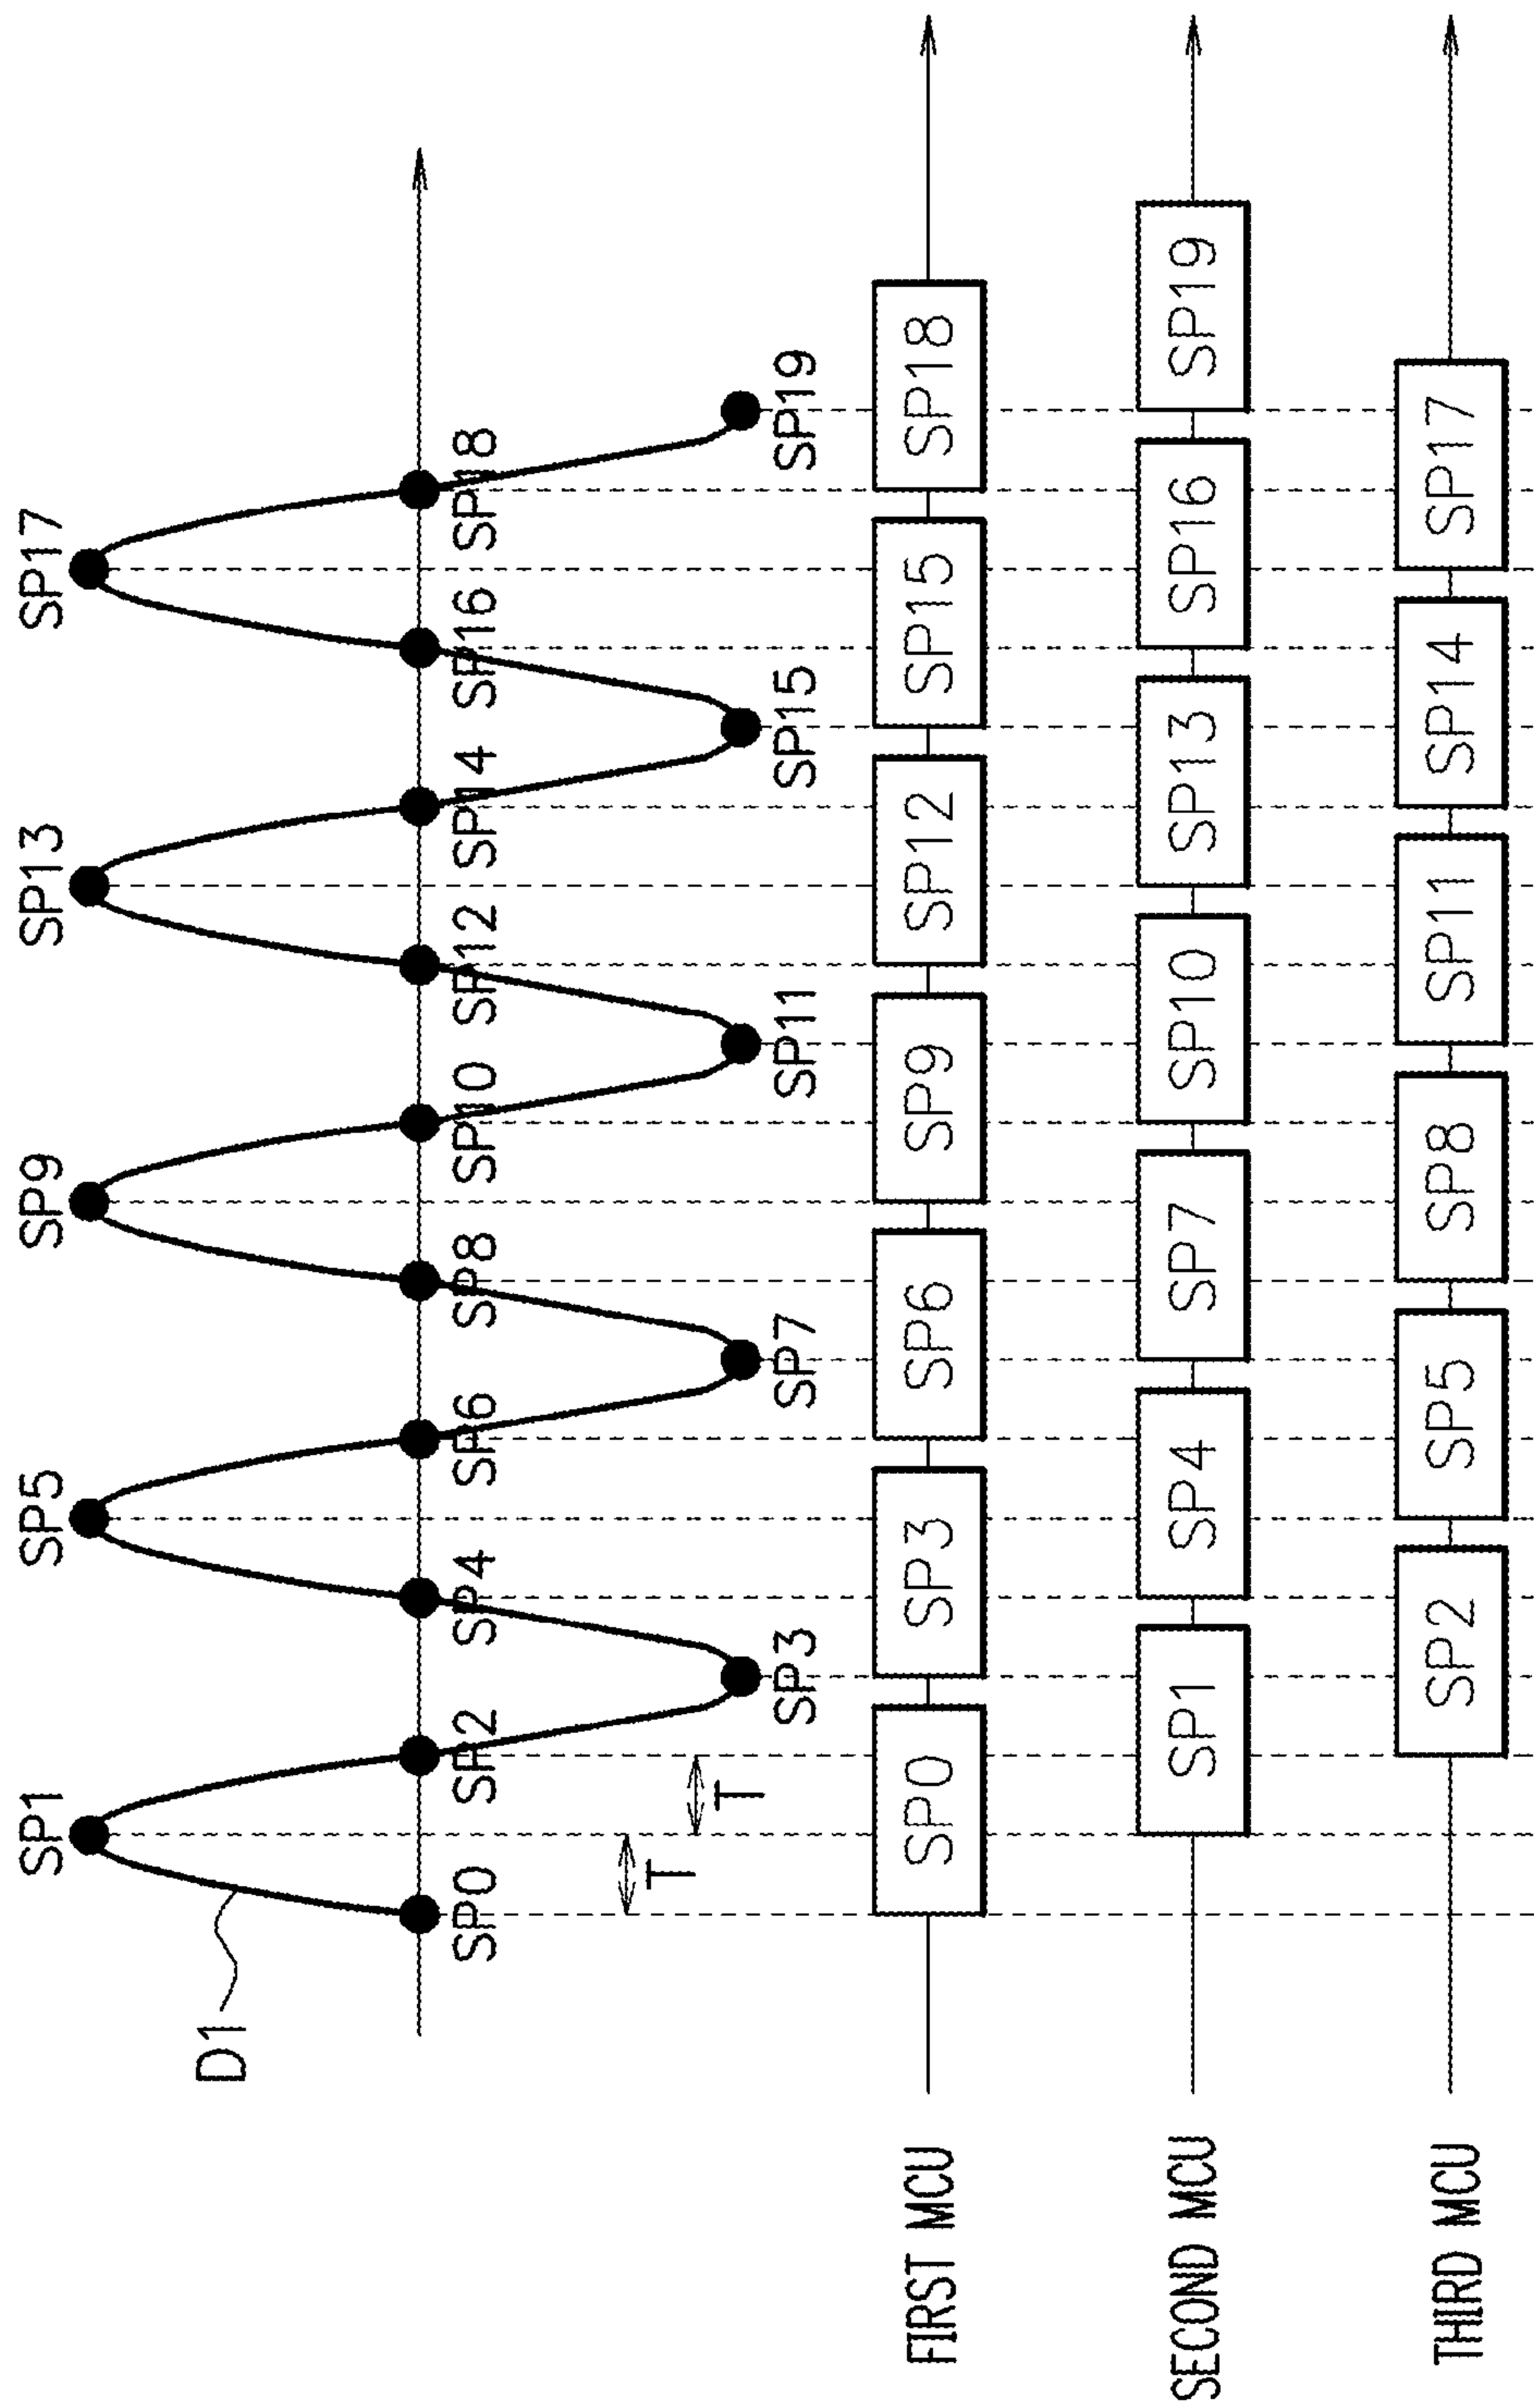 SP1 SP5 SP9 SP13 SP17
D1
SP0 SP2 SP4 SP6 SP8 SP10 SP12 SP14 SP16 SP18
T T
SP3 SP7 SP11 SP15 SP19
FIRST MCU SP0 SP3 SP6 SP9 SP12 SP15 SP18
SECOND MCU SP1 SP4 SP7 SP10 SP13 SP16 SP19
THIRD MCU SP2 SP5 SP8 SP11 SP14 SP17